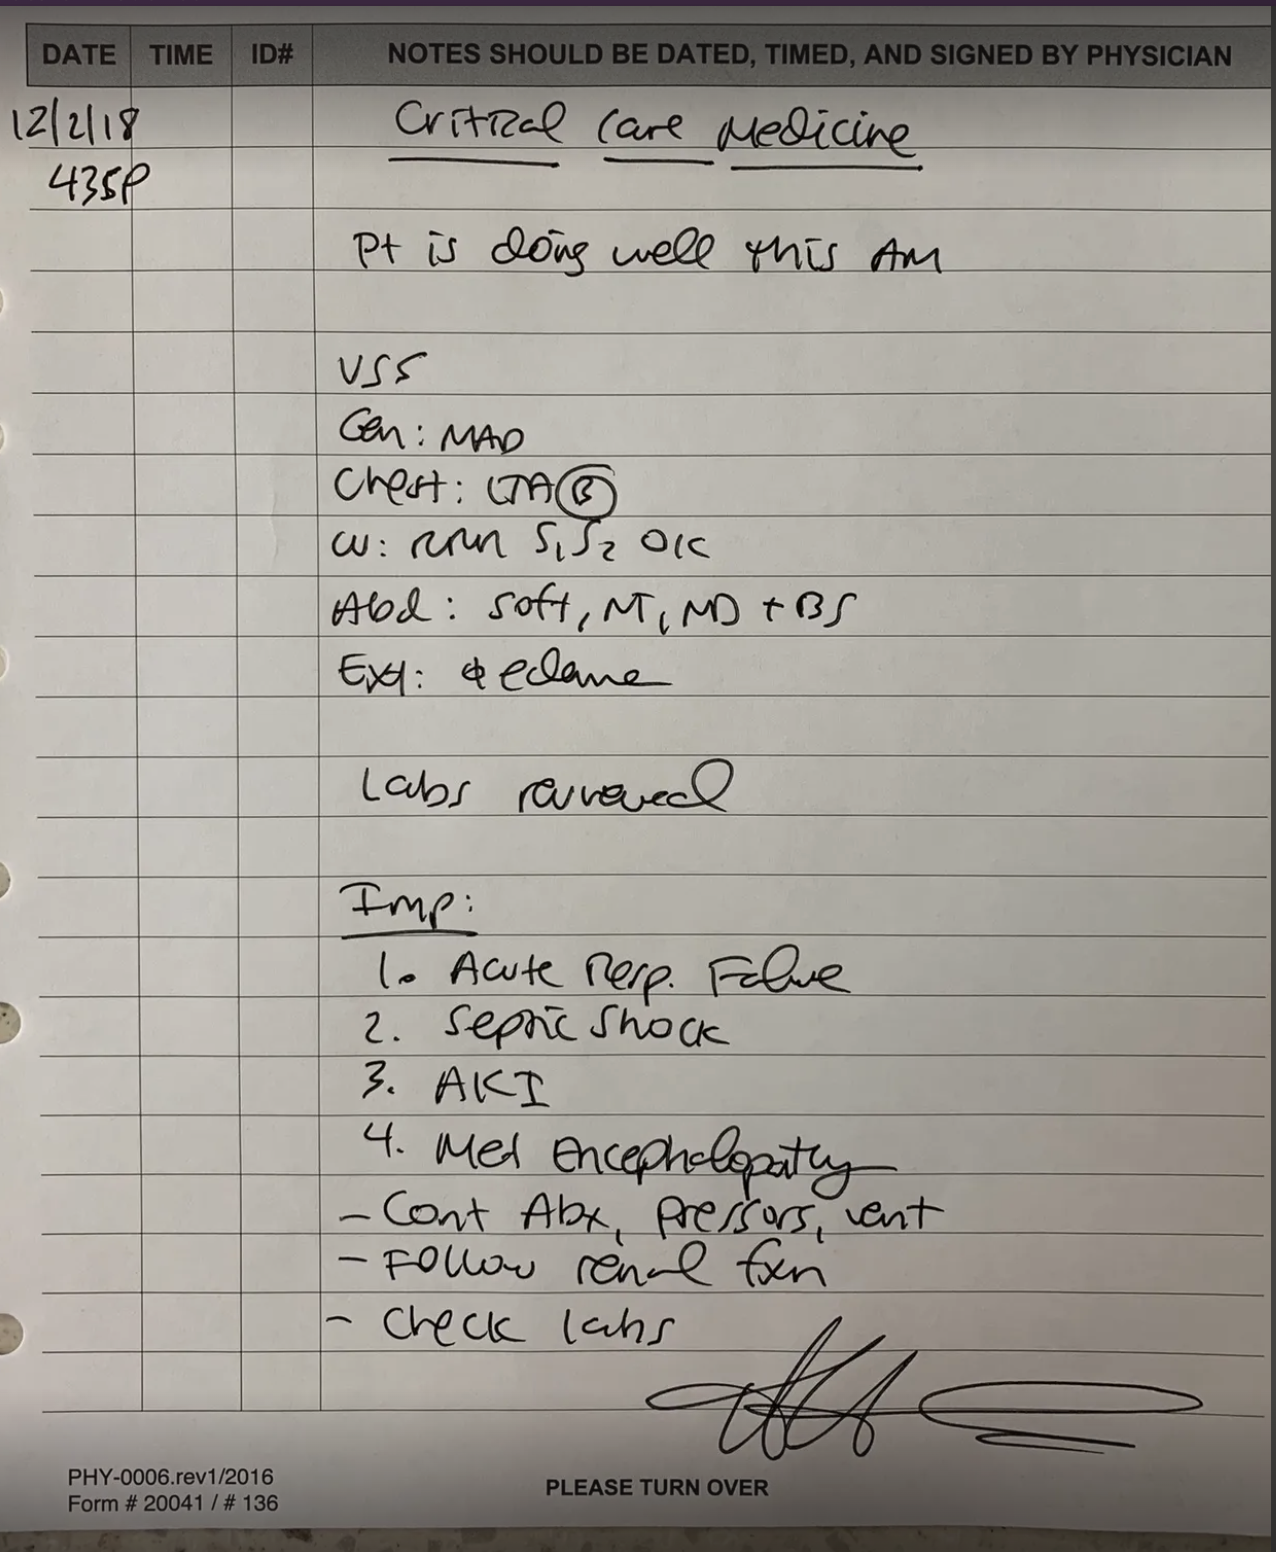 DATE TIME ID# NOTES SHOULD BE DATED, TIMED, AND SIGNED BY PHYSICIAN
12/2/18 Critical Care Medicine
435P
Pt is doing well this AM
VSS
Gen: NAD
Chest: CTA B
CV: RRR S1S2 OK
Abd: soft, NT, ND + BS
Ext: φ edema
Labs reviewed
Imp:
1. Acute Resp. Failure
2. Septic Shock
3. AKI
4. Met Encephalopathy
- Cont Abx, pressors, vent
- Follow renal fxn
- Check labs
PHY-0006.rev1/2016
Form # 20041 / # 136
PLEASE TURN OVER